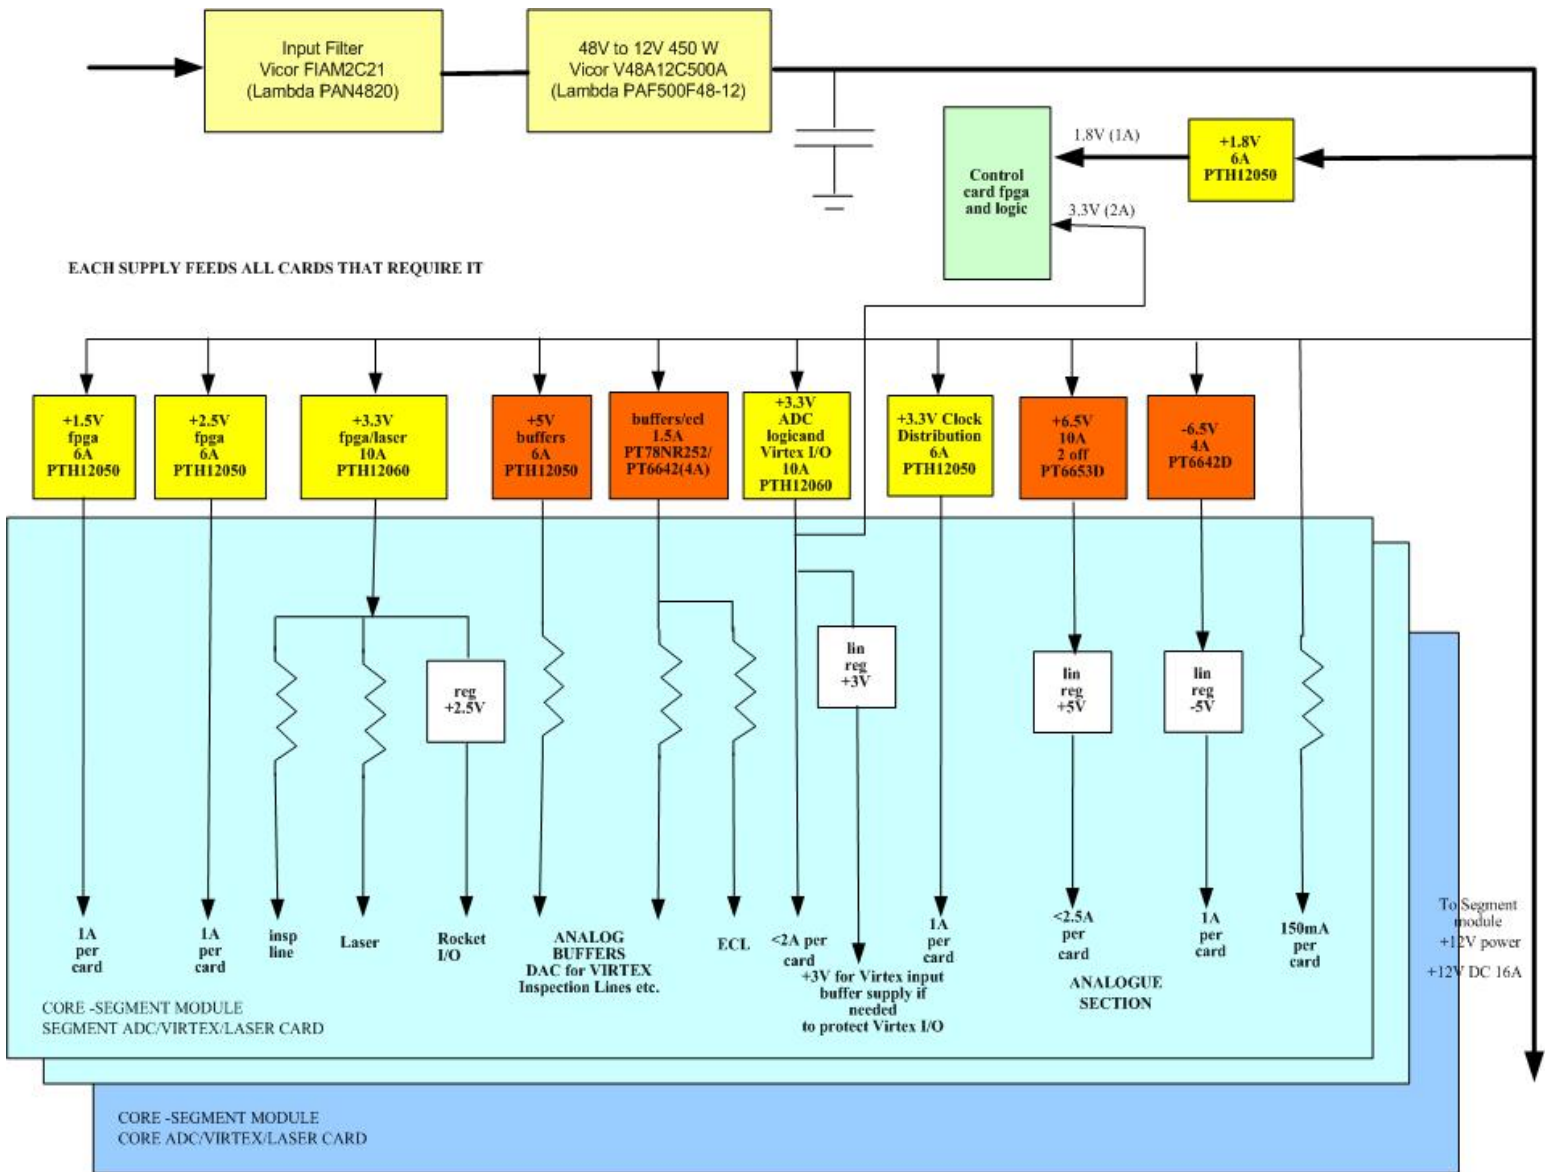 Input Filter
Vicor FIAM2C21
(Lambda PAN4820)
48V to 12V 450 W
Vicor V48A12C500A
(Lambda PAF500F48-12)
Control
card fpga
and logic
1.8V (1A)
3.3V (2A)
+1.8V
6A
PTH12050
EACH SUPPLY FEEDS ALL CARDS THAT REQUIRE IT
+1.5V
fpga
6A
PTH12050
+2.5V
fpga
6A
PTH12050
+3.3V
fpga/laser
10A
PTH12060
+5V
buffers
6A
PTH12050
buffers/ecl
1.5A
PT78NR252/
PT6642(4A)
+3.3V
ADC
logicand
Virtex I/O
10A
PTH12060
+3.3V Clock
Distribution
6A
PTH12050
+6.5V
10A
2 off
PT6653D
-6.5V
4A
PT6642D
reg
+2.5V
lin
reg
+3V
lin
reg
+5V
lin
reg
-5V
1A
per
card
1A
per
card
insp
line
Laser
Rocket
I/O
ANALOG
BUFFERS
DAC for VIRTEX
Inspection Lines etc.
ECL
<2A per
card
+3V for Virtex input
buffer supply if
needed
to protect Virtex I/O
1A
per
card
<2.5A
per
card
1A
per
card
ANALOGUE
SECTION
150mA
per
card
To Segment
module
+12V power
+12V DC 16A
CORE -SEGMENT MODULE
SEGMENT ADC/VIRTEX/LASER CARD
CORE -SEGMENT MODULE
CORE ADC/VIRTEX/LASER CARD